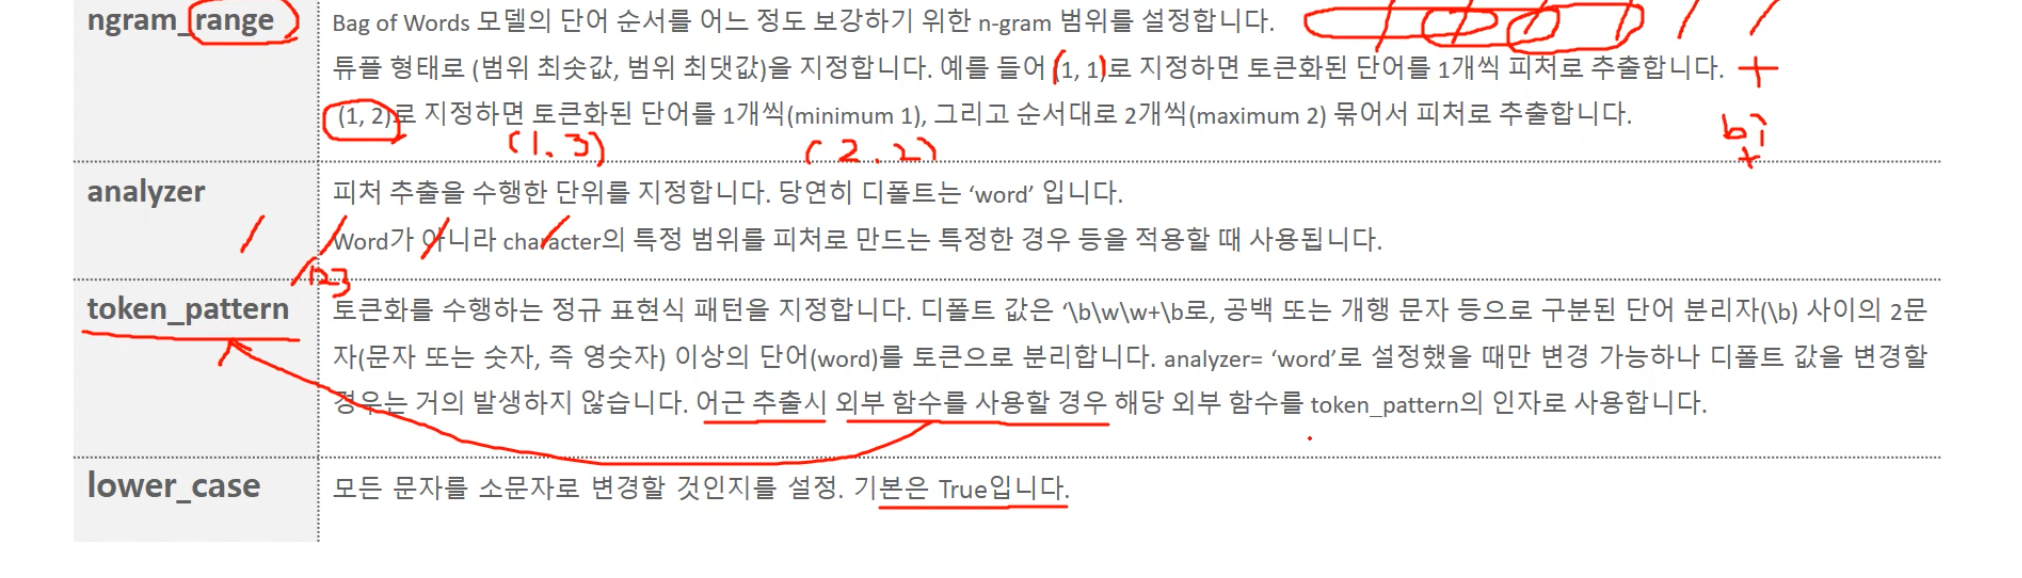 ngram_range
Bag of Words 모델의 단어 순서를 어느 정도 보강하기 위한 n-gram 범위를 설정합니다.
튜플 형태로 (범위 최솟값, 범위 최댓값)을 지정합니다. 예를 들어 (1, 1)로 지정하면 토큰화된 단어를 1개씩 피처로 추출합니다. +
(1, 2)로 지정하면 토큰화된 단어를 1개씩(minimum 1), 그리고 순서대로 2개씩(maximum 2) 묶어서 피처로 추출합니다.
bi
+
(1.3) (2.2)
analyzer
피처 추출을 수행한 단위를 지정합니다. 당연히 디폴트는 ‘word’ 입니다.
Word가 아니라 character의 특정 범위를 피처로 만드는 특정한 경우 등을 적용할 때 사용됩니다.
123
token_pattern
토큰화를 수행하는 정규 표현식 패턴을 지정합니다. 디폴트 값은 ‘\b\w\w+\b로, 공백 또는 개행 문자 등으로 구분된 단어 분리자(\b) 사이의 2문
자(문자 또는 숫자, 즉 영숫자) 이상의 단어(word)를 토큰으로 분리합니다. analyzer= ‘word’로 설정했을 때만 변경 가능하나 디폴트 값을 변경할
경우는 거의 발생하지 않습니다. 어근 추출시 외부 함수를 사용할 경우 해당 외부 함수를 token_pattern의 인자로 사용합니다.
lower_case
모든 문자를 소문자로 변경할 것인지를 설정. 기본은 True입니다.